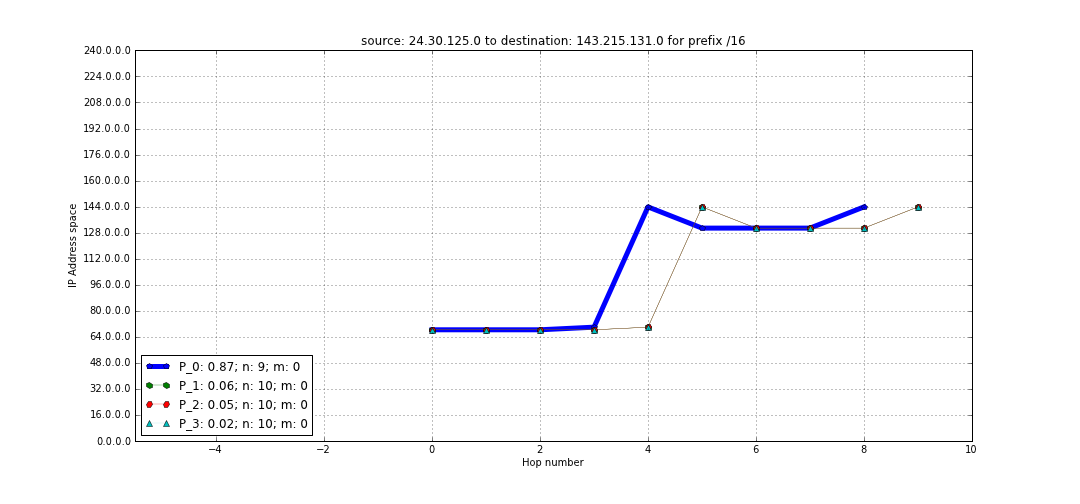 source: 24.30.125.0 to destination: 143.215.131.0 for prefix /16
240.0.0.0
224.0.0.0
208.0.0.0
192.0.0.0
176.0.0.0
160.0.0.0
144.0.0.0
128.0.0.0
112.0.0.0
96.0.0.0
80.0.0.0
64.0.0.0
48.0.0.0
32.0.0.0
16.0.0.0
0.0.0.0
IP Address space
P_0: 0.87; n: 9; m: 0
P_1: 0.06; n: 10; m: 0
P_2: 0.05; n: 10; m: 0
P_3: 0.02; n: 10; m: 0
−4 −2 0 2 4 6 8 10
Hop number